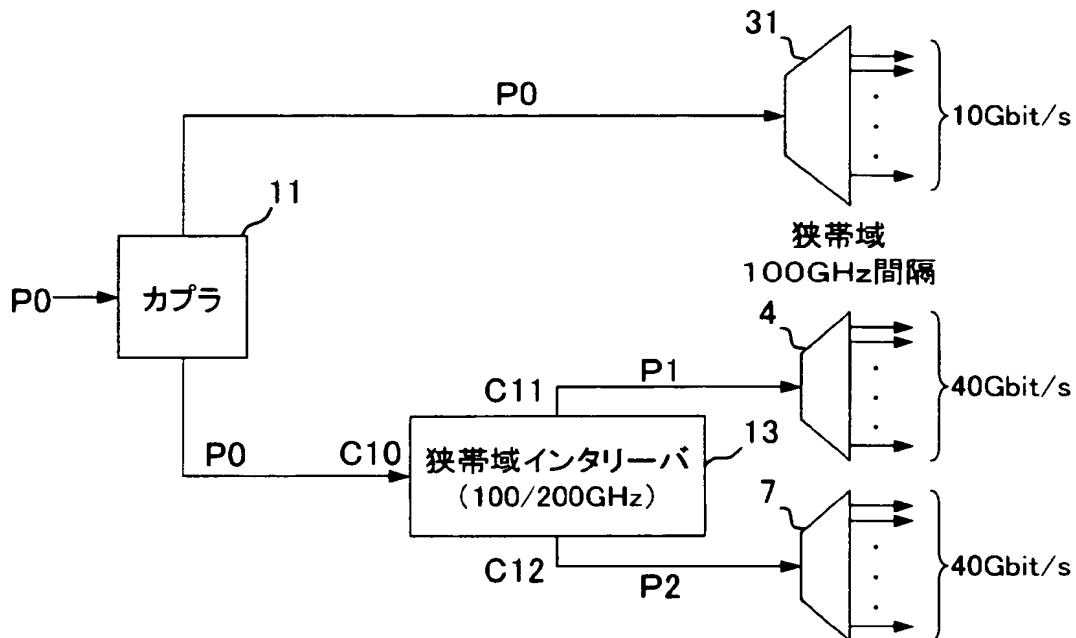 31
P0
10Gbit/s
11
狭帯域
100GHz間隔
P0
カプラ
4
P1
C11
40Gbit/s
P0
C10
狭帯域インタリーバ
(100/200GHz)
13
7
C12
P2
40Gbit/s